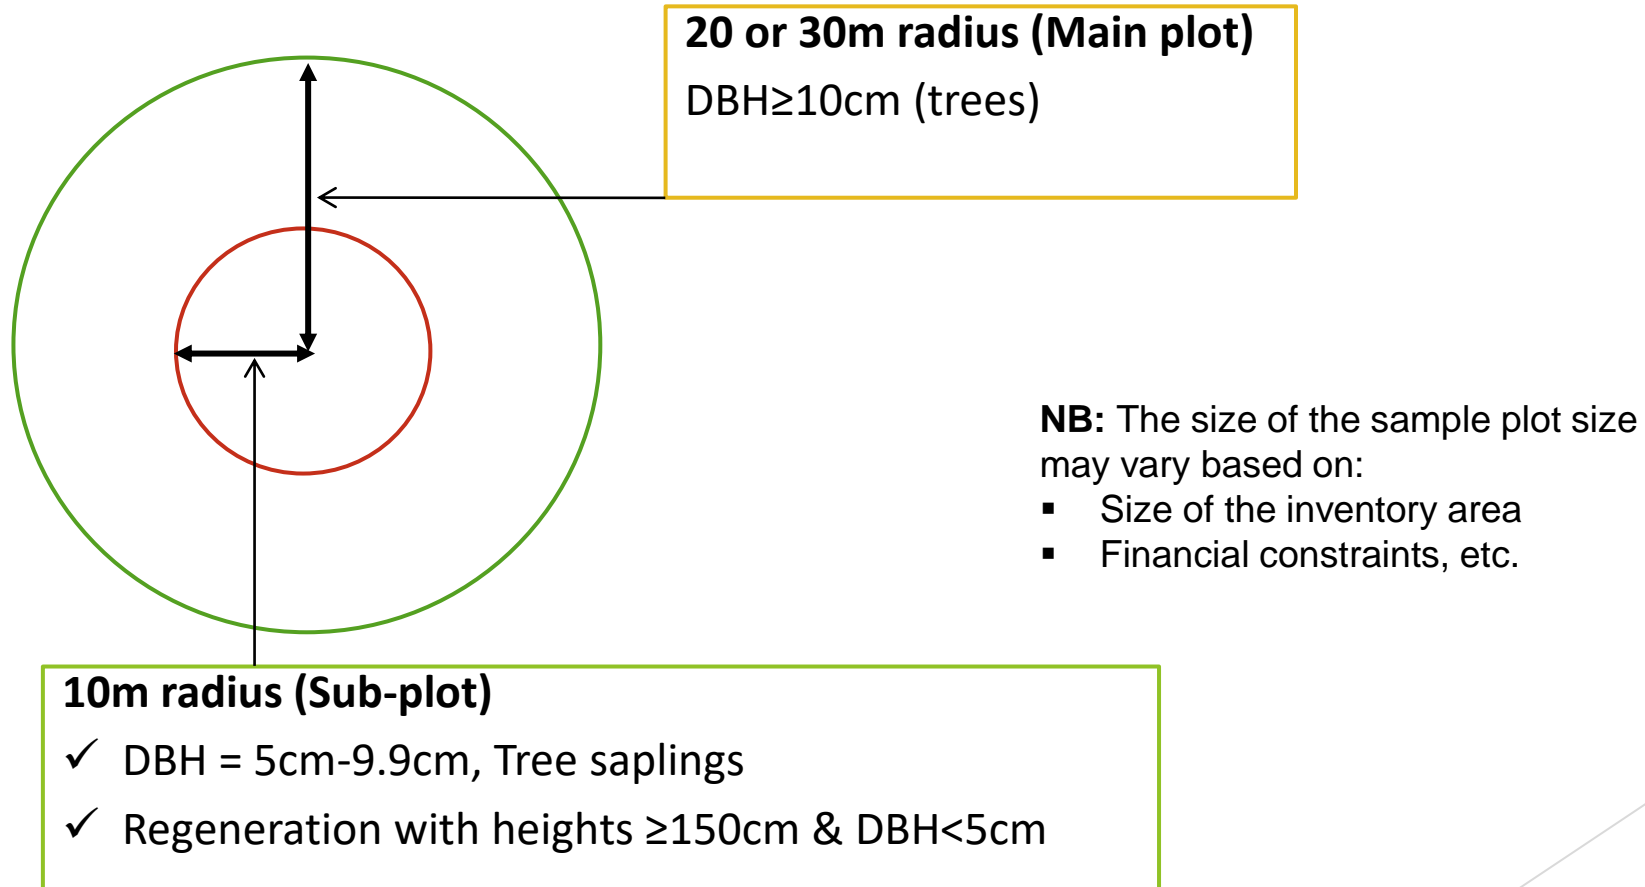 20 or 30m radius (Main plot)
DBH≥10cm (trees)
NB: The size of the sample plot size
may vary based on:
▪ Size of the inventory area
▪ Financial constraints, etc.
10m radius (Sub-plot)
✓ DBH = 5cm-9.9cm, Tree saplings
✓ Regeneration with heights ≥150cm & DBH<5cm